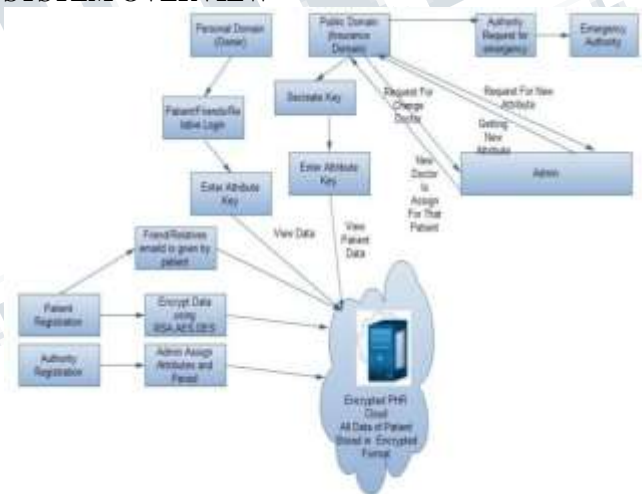 SYSTEM OVERVIEW
Personal Domain
(Owner)
Public Domain
(Insurance
Domain)
Authority
Request for
emergency
Emergency
Authority
Patient/Friends/Re
lative Login
Secreate Key
Request For
Change
Doctor
Request For New
Attribute
Getting
New
Attribute
Enter Attribute
Key
Enter Attribute
Key
New
Doctor
Is
Assign
For That
Patient
Admin
View Data
View
Patient
Data
Friend/Relatives
emaild is given by
patient
Patient
Registration
Encrypt Data
using
RSA,AES,DES
Authority
Registration
Admin Assign
Attributes and
Period
Encrypted PHR
Cloud
All Data of Patient
Stored in Encrypted
Format